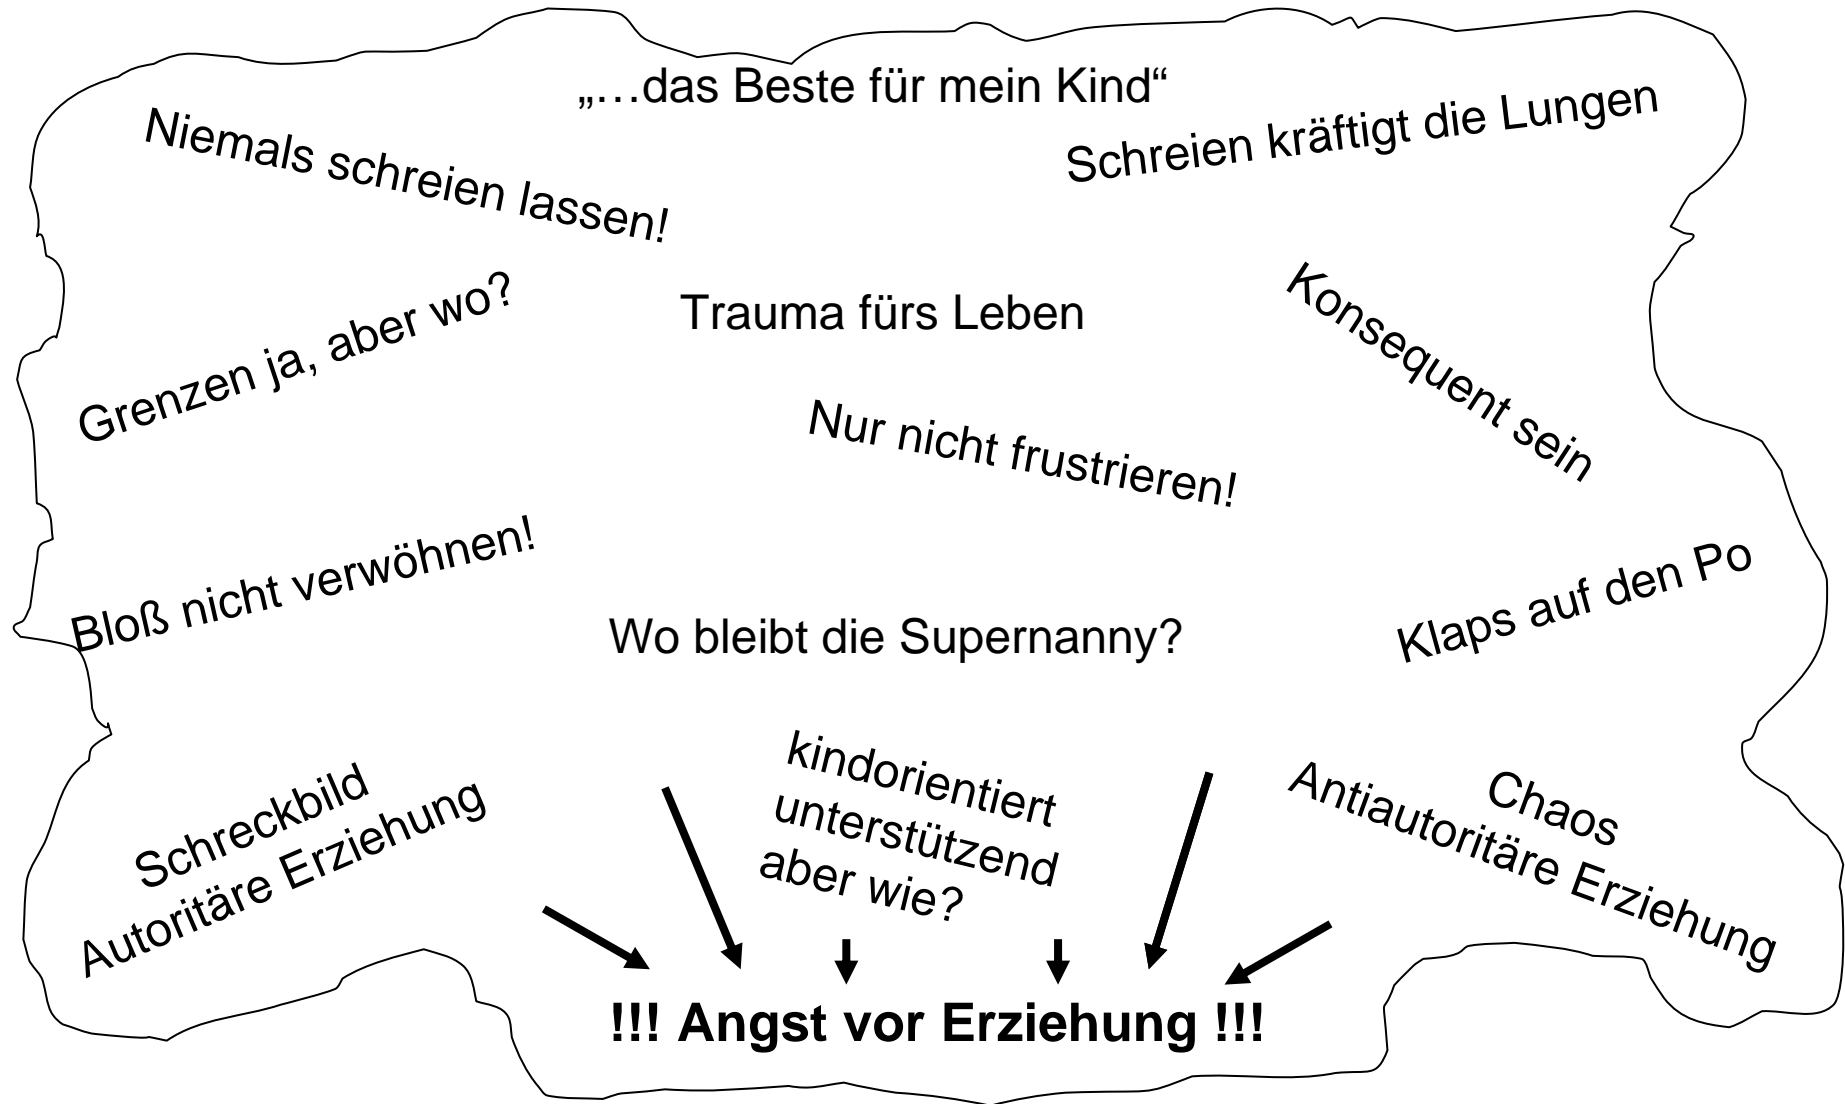 „…das Beste für mein Kind“
Niemals schreien lassen!
Schreien kräftigt die Lungen
Grenzen ja, aber wo?
Trauma fürs Leben
Konsequent sein
Nur nicht frustrieren!
Bloß nicht verwöhnen!
Wo bleibt die Supernanny?
Klaps auf den Po
Schreckbild
Autoritäre Erziehung
kindorientiert
unterstützend
aber wie?
Chaos
Antiautoritäre Erziehung
!!! Angst vor Erziehung !!!